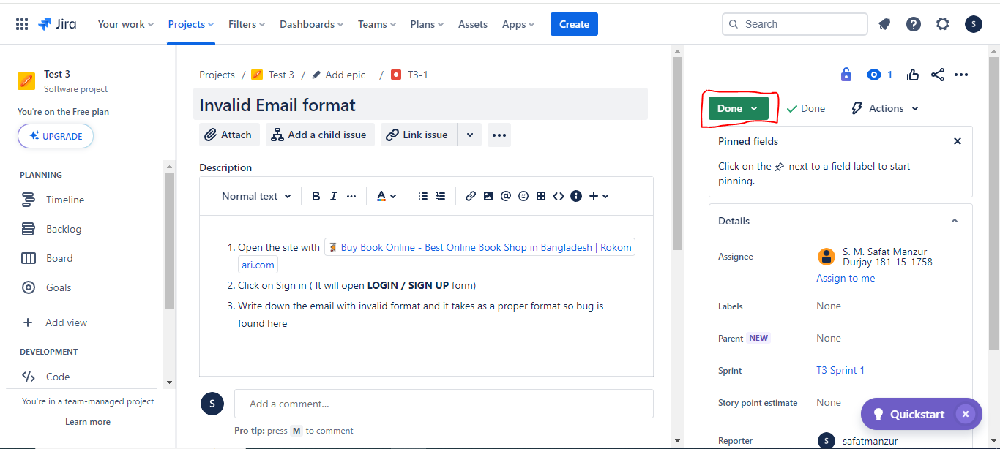 Jira
Your work
Projects
Filters
Dashboards
Teams
Plans
Assets
Apps
Create
Search
S
Test 3
Software project
You're on the Free plan
UPGRADE
PLANNING
Timeline
Backlog
Board
Goals
Add view
DEVELOPMENT
Code
You're in a team-managed project
Learn more
Projects / Test 3 / Add epic / T3-1
Invalid Email format
Attach
Add a child issue
Link issue
Description
Normal text
B I A
1. Open the site with Buy Book Online - Best Online Book Shop in Bangladesh | Rokom
ari.com
2. Click on Sign in ( It will open LOGIN / SIGN UP form)
3. Write down the email with invalid format and it takes as a proper format so bug is
found here
S
Add a comment...
Pro tip: press M to comment
1
Done
Done
Actions
Pinned fields
Click on the next to a field label to start
pinning.
Details
Assignee
S. M. Safat Manzur
Durjay 181-15-1758
Assign to me
Labels
None
Parent NEW
None
Sprint
T3 Sprint 1
Story point estimate
None
Quickstart
Reporter
S
safatmanzur